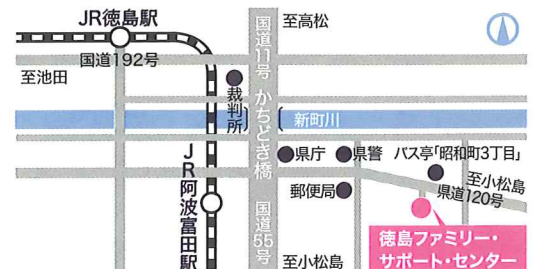 JR徳島駅
国道192号
至池田
至高松
国道11号
かちどき橋
国道55号
裁判所
新町川
県庁
県警
バス亭「昭和町3丁目」
至小松島
県道120号
郵便局
JR阿波富田駅
至小松島
徳島ファミリー・
サポート・センター